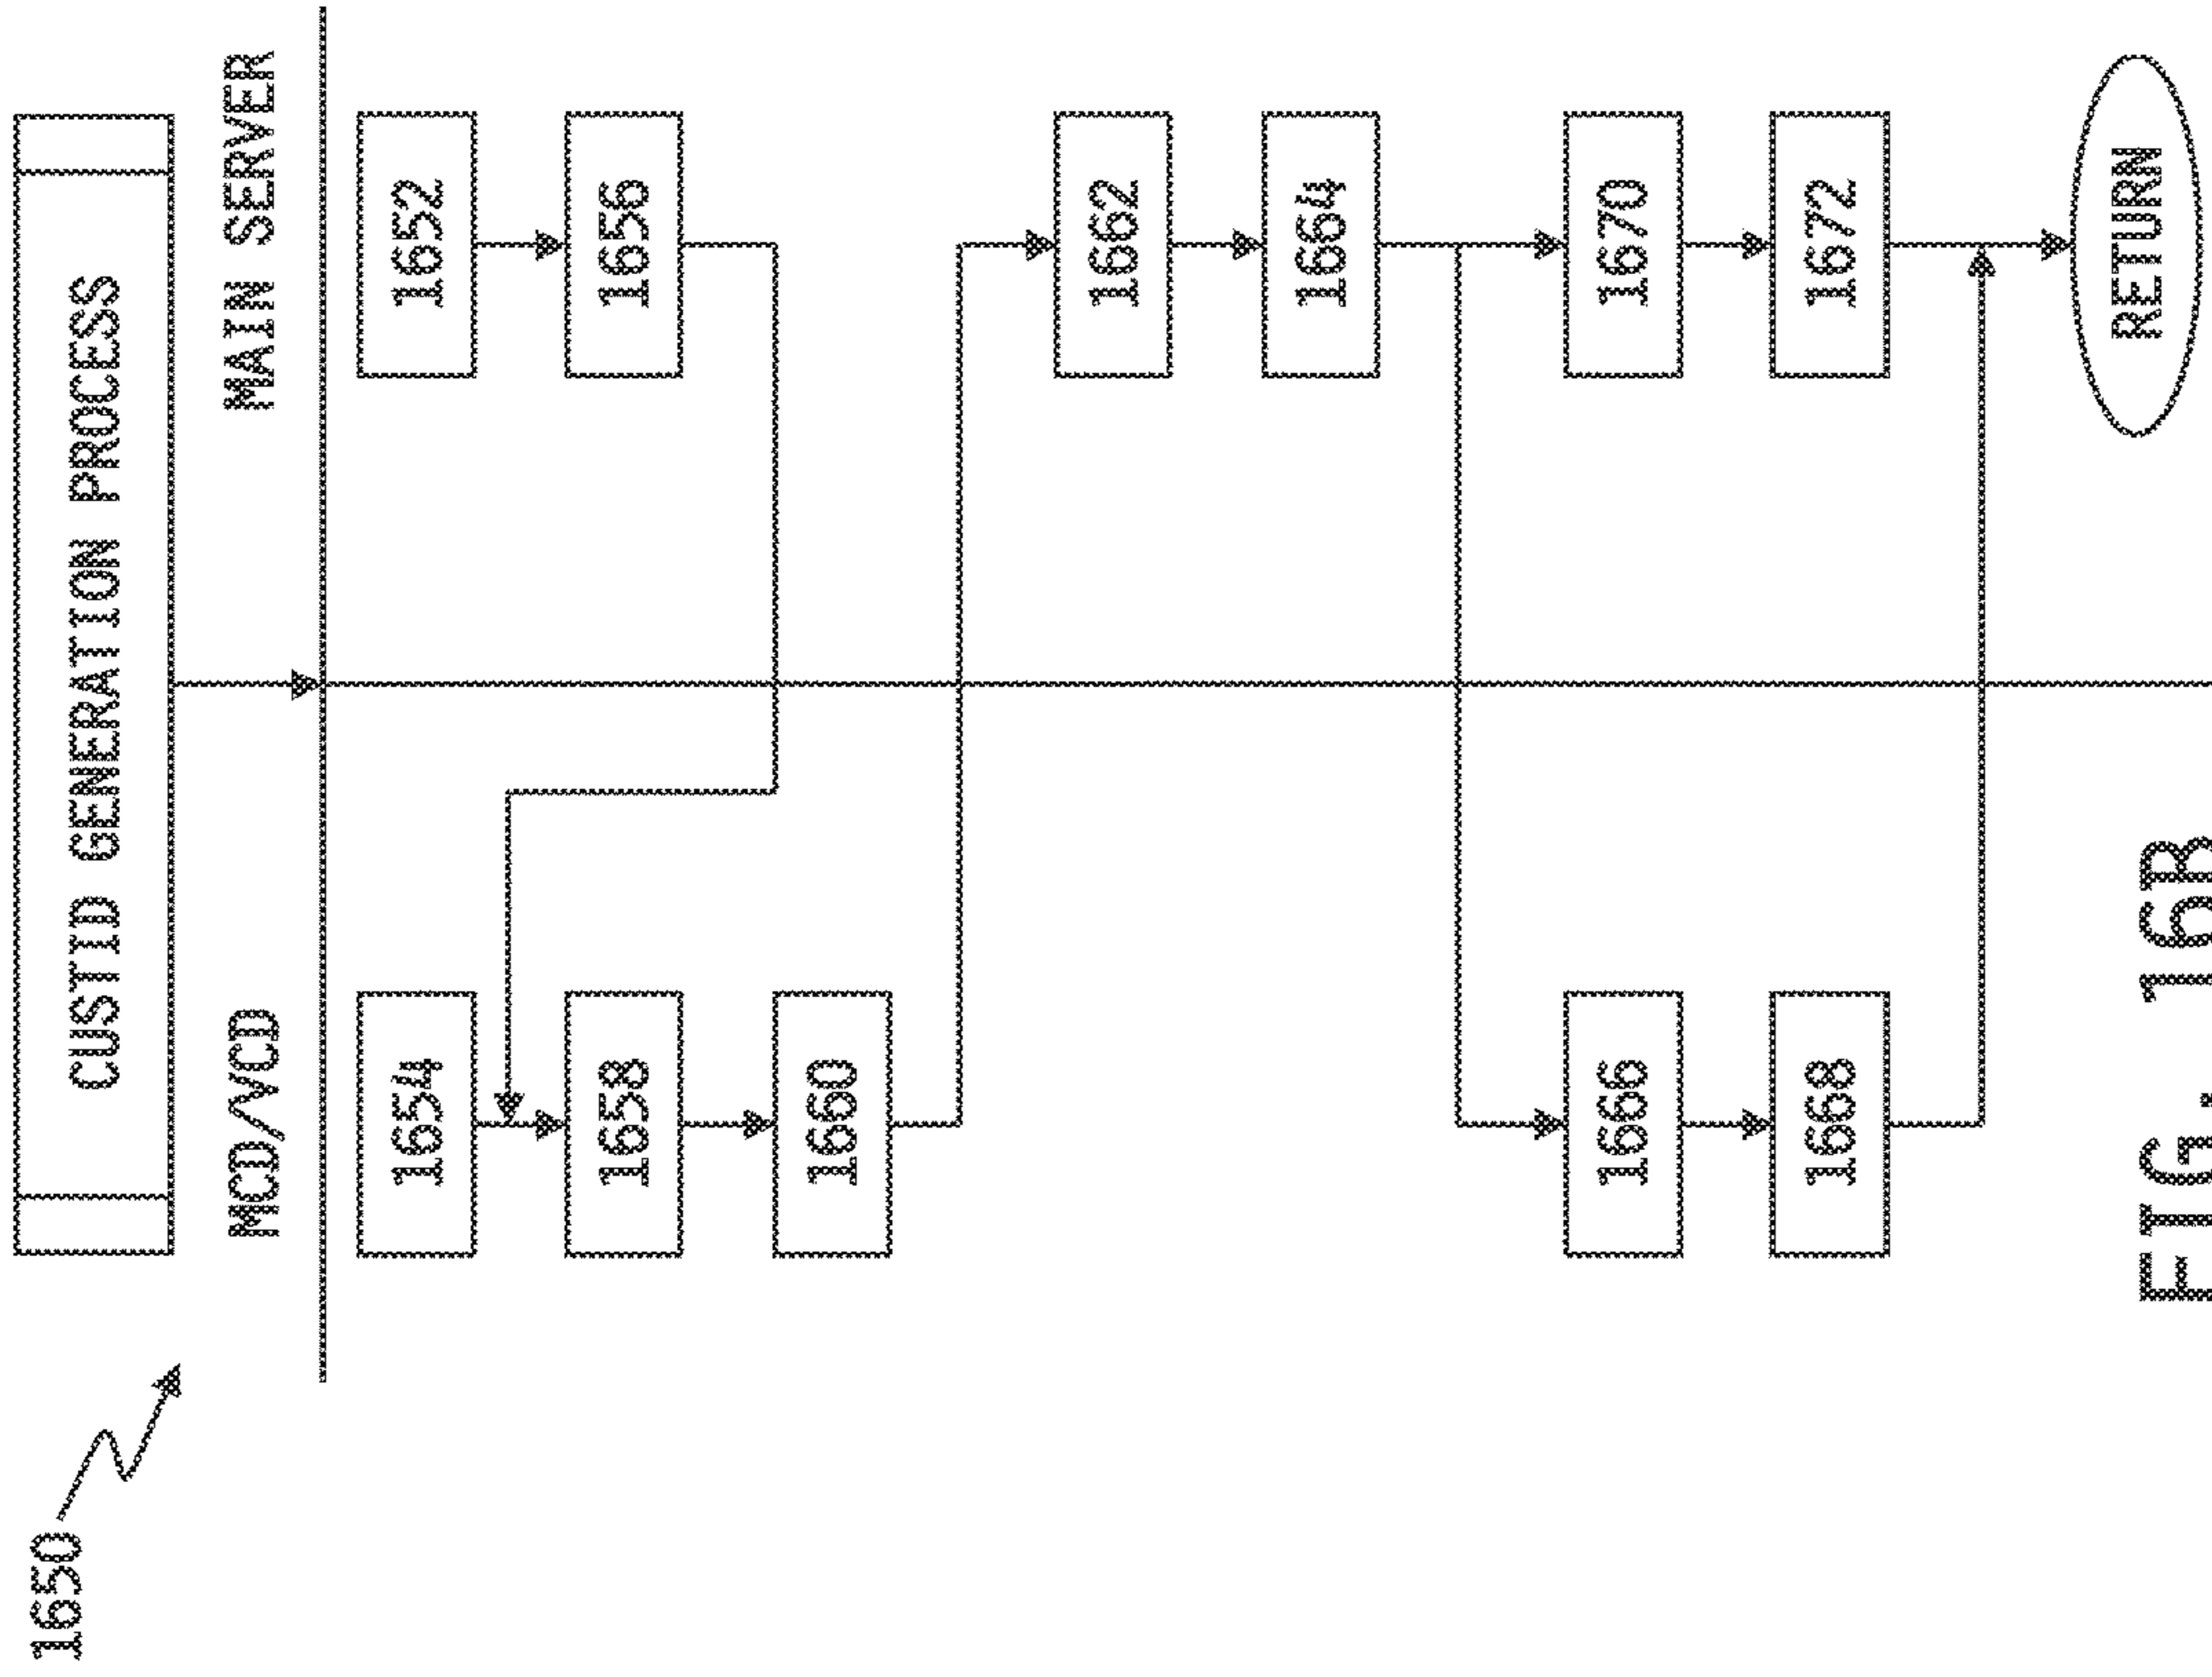 1650
CUSTID GENERATION PROCESS
MCD/VCD
MAIN SERVER
1654
1652
1658
1656
1660
1662
1664
1666
1670
1668
1672
RETURN
FIG. 16B